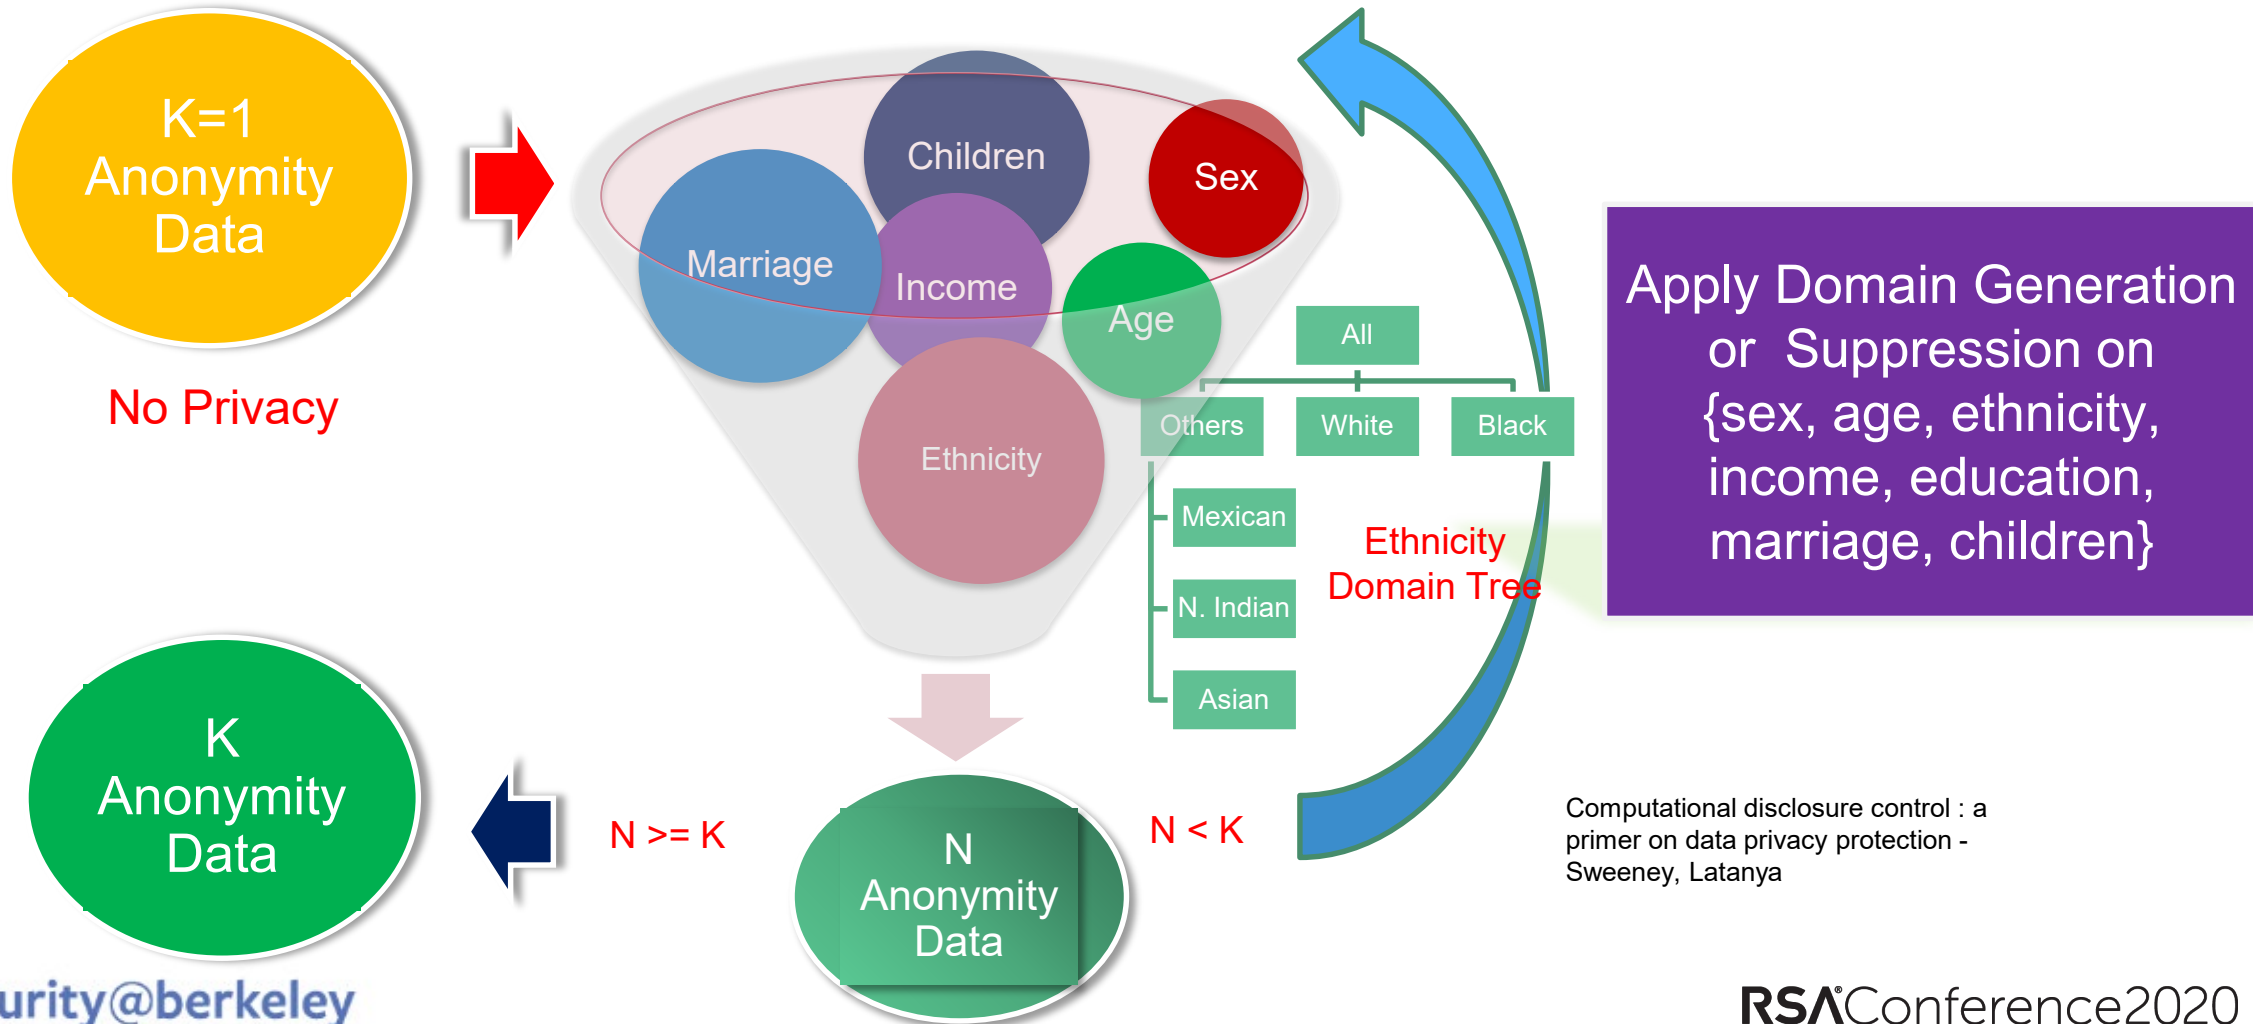 K=1
Anonymity
Data
No Privacy
Children
Sex
Marriage
Income
Age
Ethnicity
All
Others
White
Black
Mexican
N. Indian
Asian
Ethnicity
Domain Tree
Apply Domain Generation
or Suppression on
{sex, age, ethnicity,
income, education,
marriage, children}
K
Anonymity
Data
N >= K
N
Anonymity
Data
N < K
Computational disclosure control : a
primer on data privacy protection -
Sweeney, Latanya
urity@berkeley
RSA®Conference2020